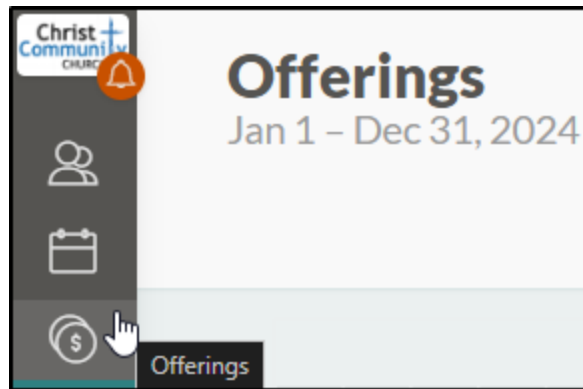 Christ
Community
CHURCH
Offerings
Jan 1 – Dec 31, 2024
$
Offerings